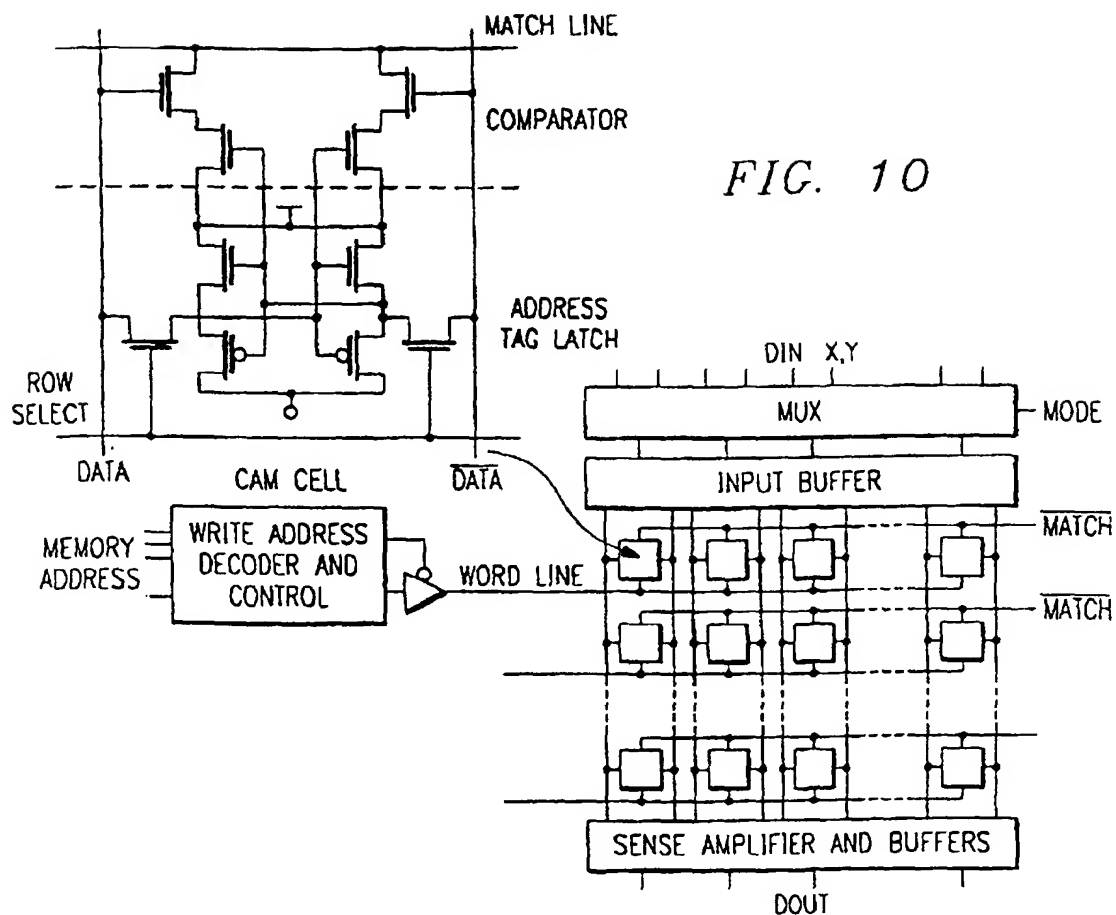 MATCH LINE
COMPARATOR
FIG. 10
ADDRESS
TAG LATCH
ROW
SELECT
DATA
DATA
CAM CELL
DIN X,Y
MUX
MODE
INPUT BUFFER
MATCH
MEMORY
ADDRESS
WRITE ADDRESS
DECODER AND
CONTROL
WORD LINE
MATCH
SENSE AMPLIFIER AND BUFFERS
DOUT